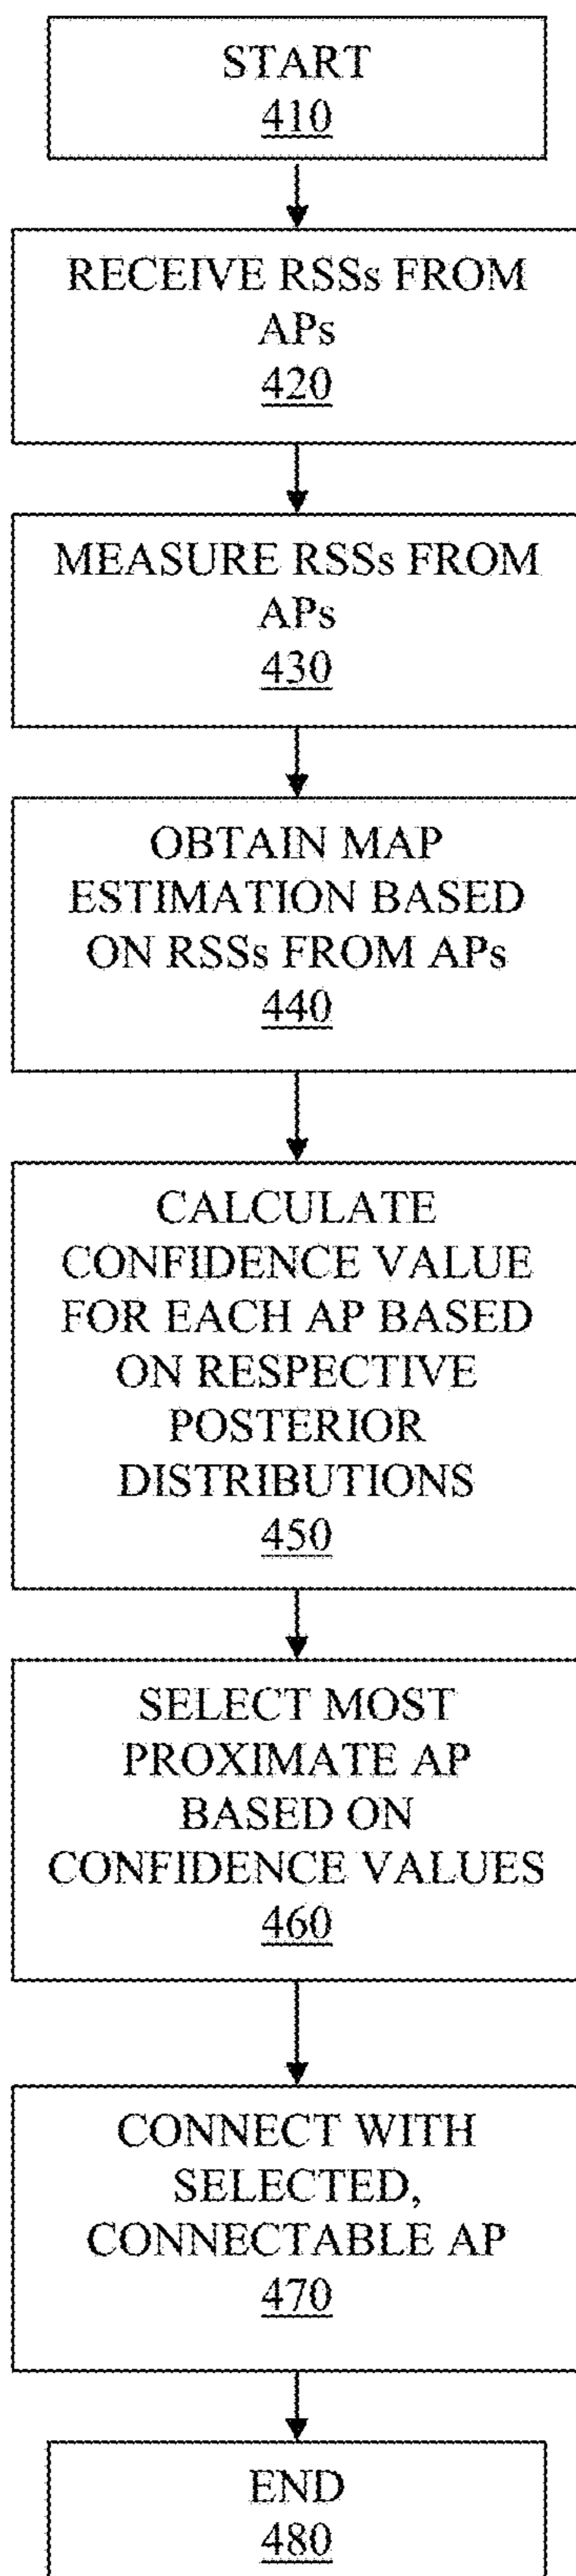 START
410
RECEIVE RSSs FROM
APs
420
MEASURE RSSs FROM
APs
430
OBTAIN MAP
ESTIMATION BASED
ON RSSs FROM APs
440
CALCULATE
CONFIDENCE VALUE
FOR EACH AP BASED
ON RESPECTIVE
POSTERIOR
DISTRIBUTIONS
450
SELECT MOST
PROXIMATE AP
BASED ON
CONFIDENCE VALUES
460
CONNECT WITH
SELECTED,
CONNECTABLE AP
470
END
480